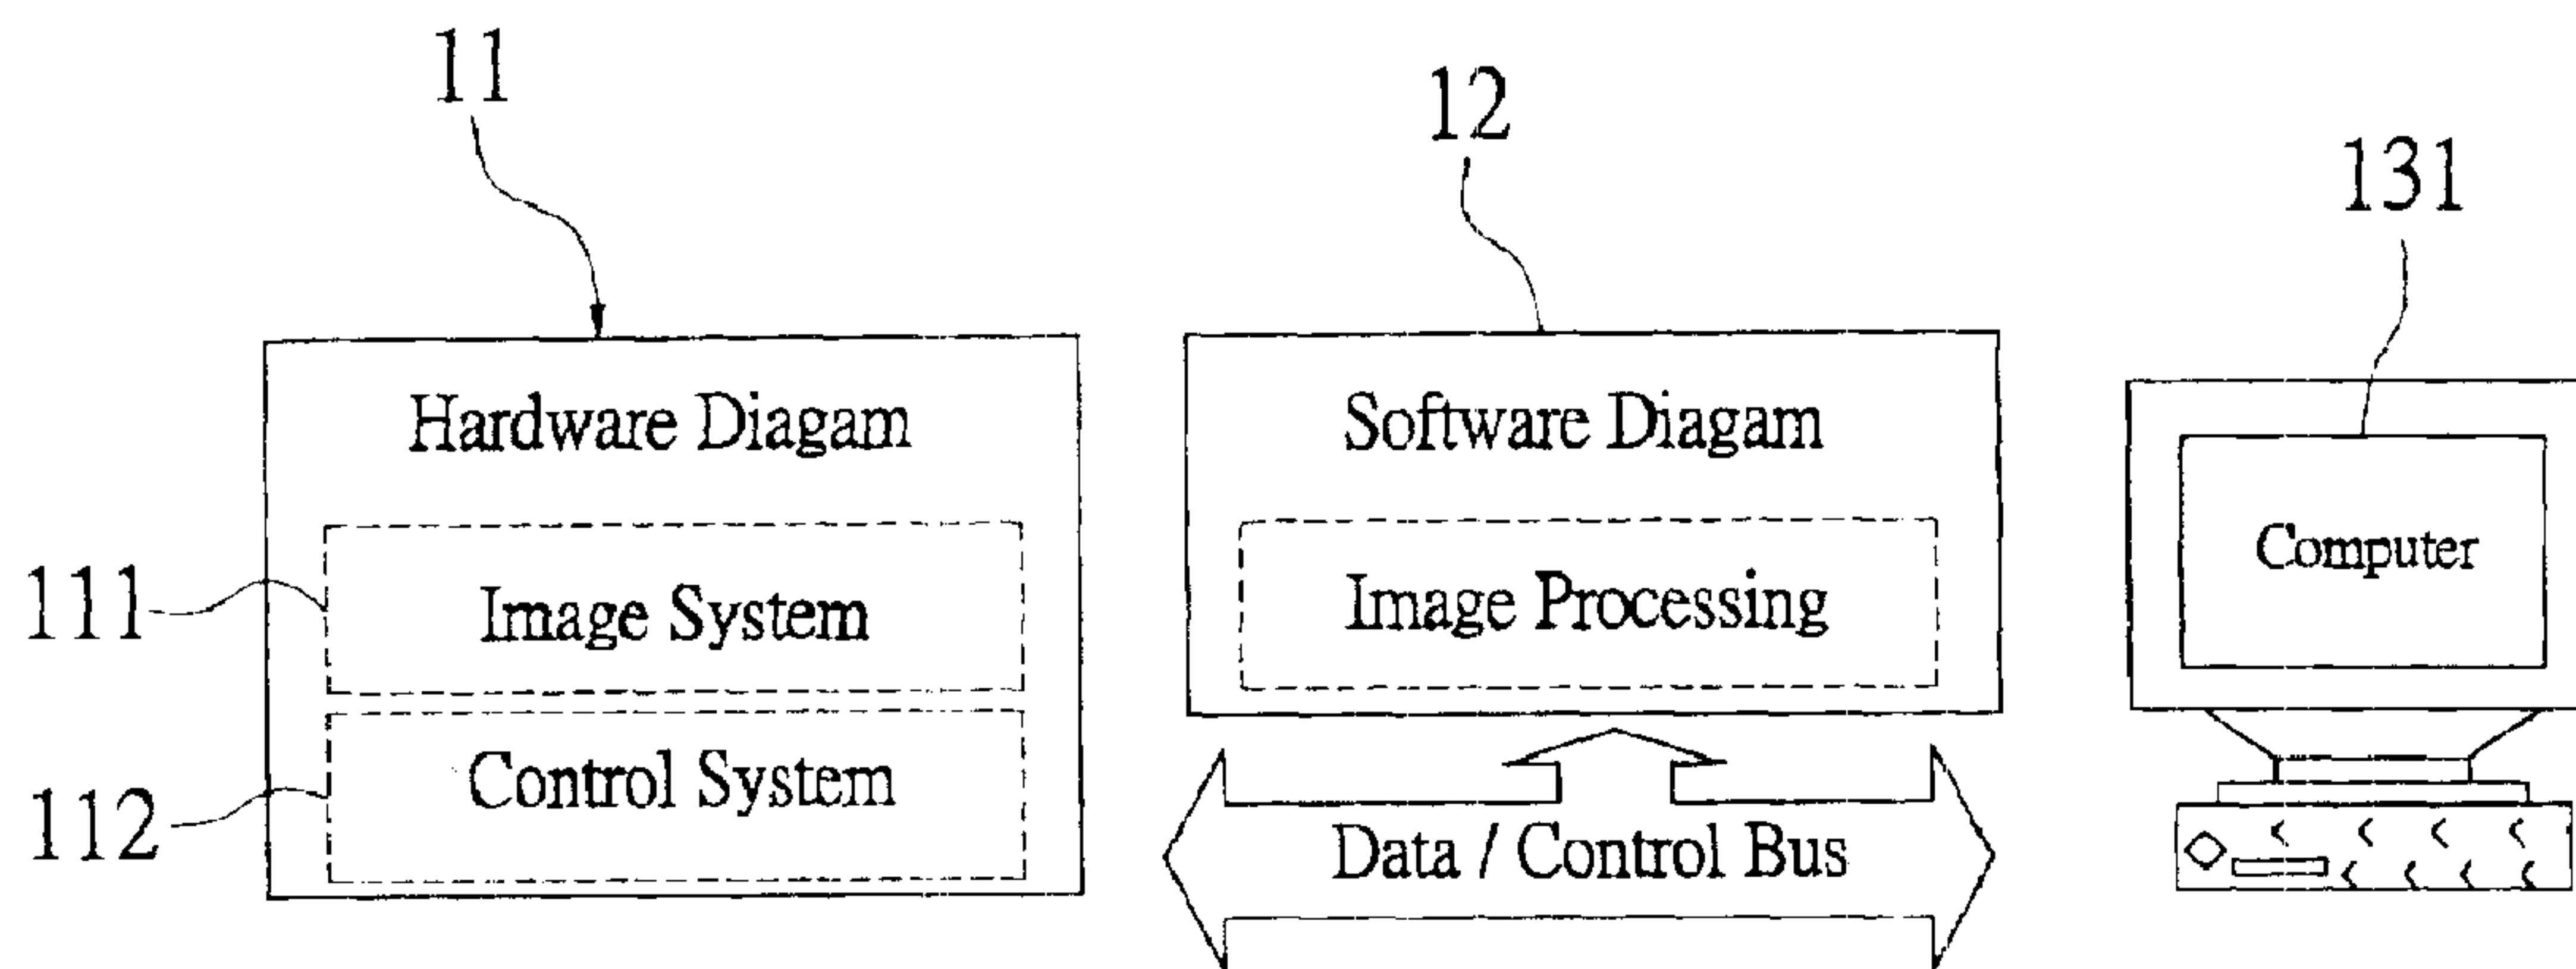 11
12
131
Hardware Diagam
Software Diagam
Computer
111
Image System
Image Processing
112
Control System
Data / Control Bus